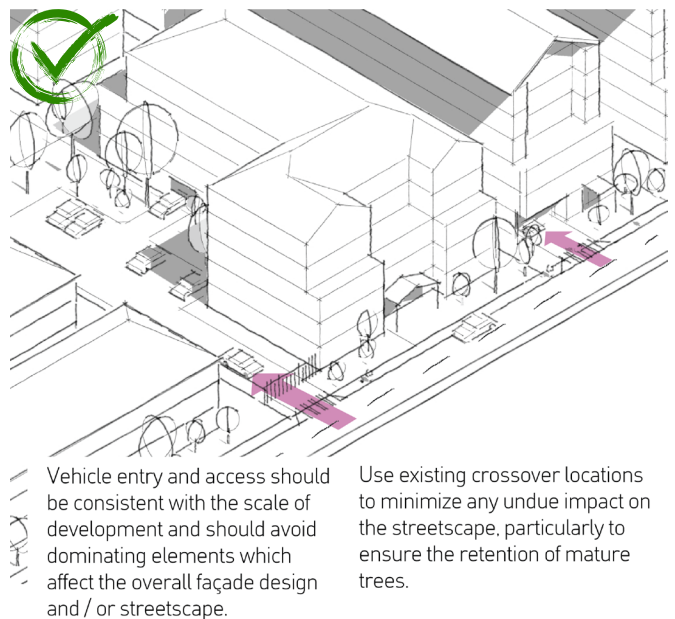 Vehicle entry and access should
be consistent with the scale of
development and should avoid
dominating elements which
affect the overall façade design
and / or streetscape.
Use existing crossover locations
to minimize any undue impact on
the streetscape, particularly to
ensure the retention of mature
trees.